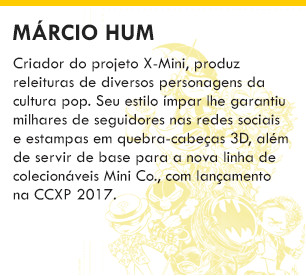 MÁRCIO HUM
Criador do projeto X-Mini, produz
releituras de diversos personagens da
cultura pop. Seu estilo ímpar lhe garantiu
milhares de seguidores nas redes sociais
e estampas em quebra-cabeças 3D, além
de servir de base para a nova linha de
colecionáveis Mini Co., com lançamento
na CCXP 2017.